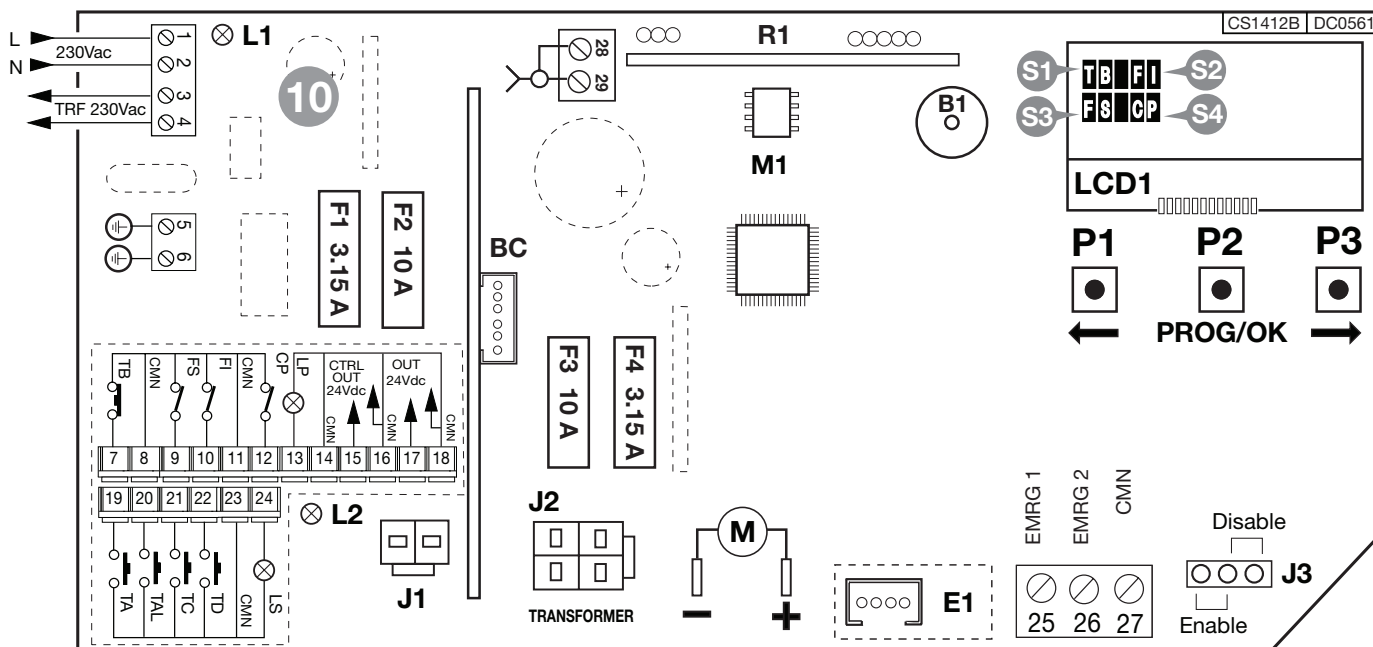 CS1412B DC0561
L 230Vac
N
TRF 230Vac
1
2
3
4
L1
10
28
29
R1
M1
B1
S1 TB FI S2
S3 FS CP S4
LCD1
P1 P2 P3
PROG/OK
5
6
F1 3.15 A
F2 10 A
BC
F3 10 A
F4 3.15 A
TB CMN FS FI CMN CP LP
CTRL OUT 24Vdc
OUT 24Vdc
CMN CMN CMN
7 8 9 10 11 12 13 14 15 16 17 18
19 20 21 22 23 24
L2
TA TAL TC TD CMN LS
J1
J2
TRANSFORMER
M
– +
E1
EMRG 1
EMRG 2
CMN
25 26 27
Disable
J3
Enable